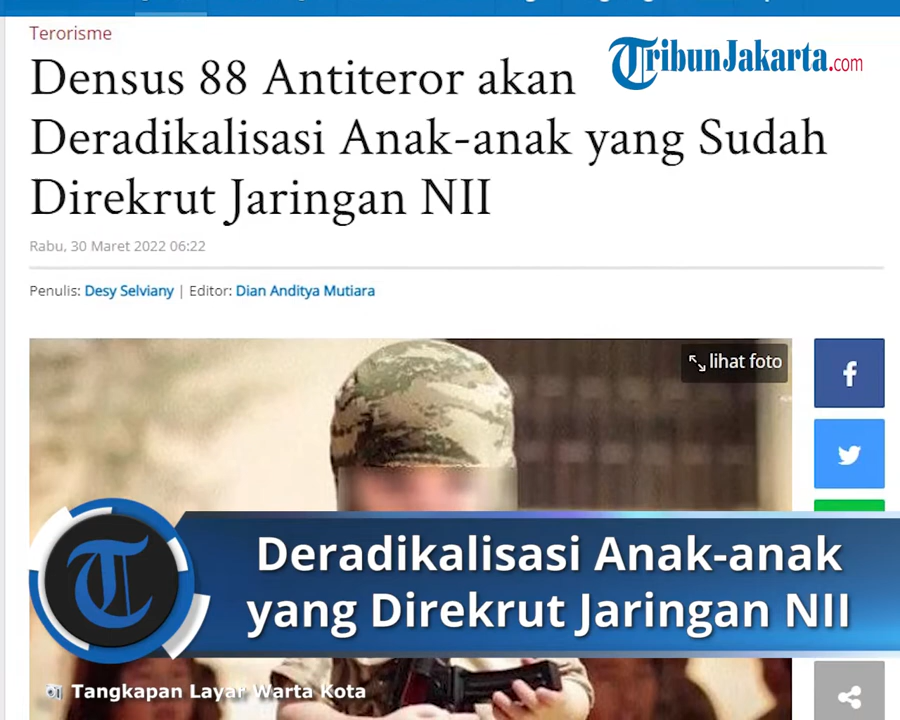 Terorisme
TribunJakarta.com
Densus 88 Antiteror akan
Deradikalisasi Anak-anak yang Sudah
Direkrut Jaringan NII
Rabu, 30 Maret 2022 06:22
Penulis: Desy Selviany | Editor: Dian Anditya Mutiara
lihat foto
Deradikalisasi Anak-anak
yang Direkrut Jaringan NII
Tangkapan Layar Warta Kota